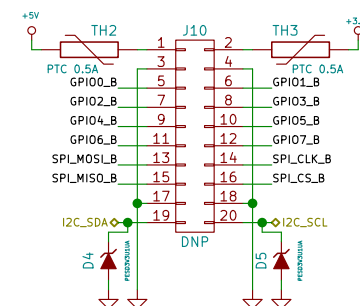 +5V
+3.
TH2 J10 TH3
1 2
PTC 0.5A 3 4 PTC 0.5A
GPIO0_B 5 6 GPIO1_B
GPIO2_B 7 8 GPIO3_B
GPIO4_B 9 10 GPIO5_B
GPIO6_B 11 12 GPIO7_B
SPI_MOSI_B 13 14 SPI_CLK_B
SPI_MISO_B 15 16 SPI_CS_B
17 18
I2C_SDA 19 20 I2C_SCL
DNP
D4 PESD3V3U1UA D5 PESD3V3U1UA